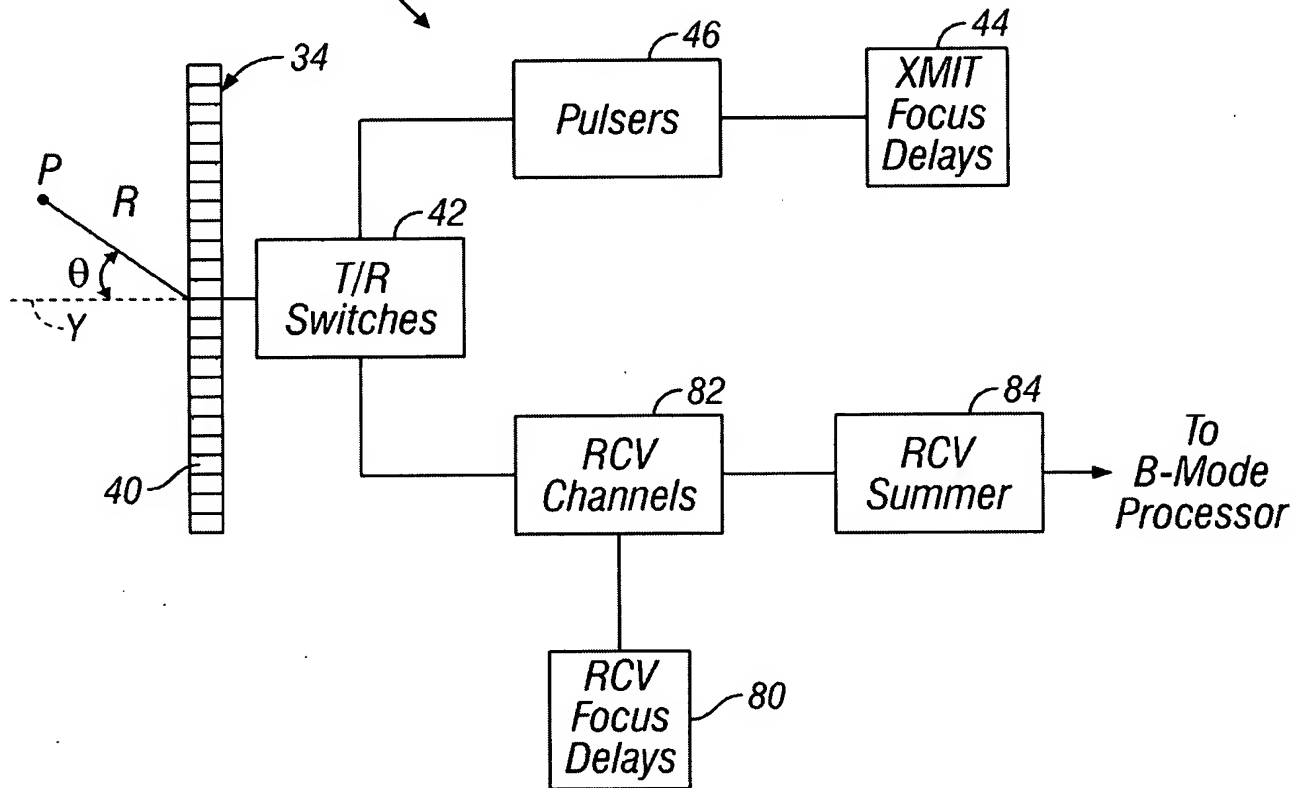 46
44
34
Pulsers
XMIT
Focus
Delays
P
R
42
θ
T/R
Switches
Y
82
84
RCV
Channels
RCV
Summer
To
B-Mode
Processor
40
RCV
Focus
Delays
80